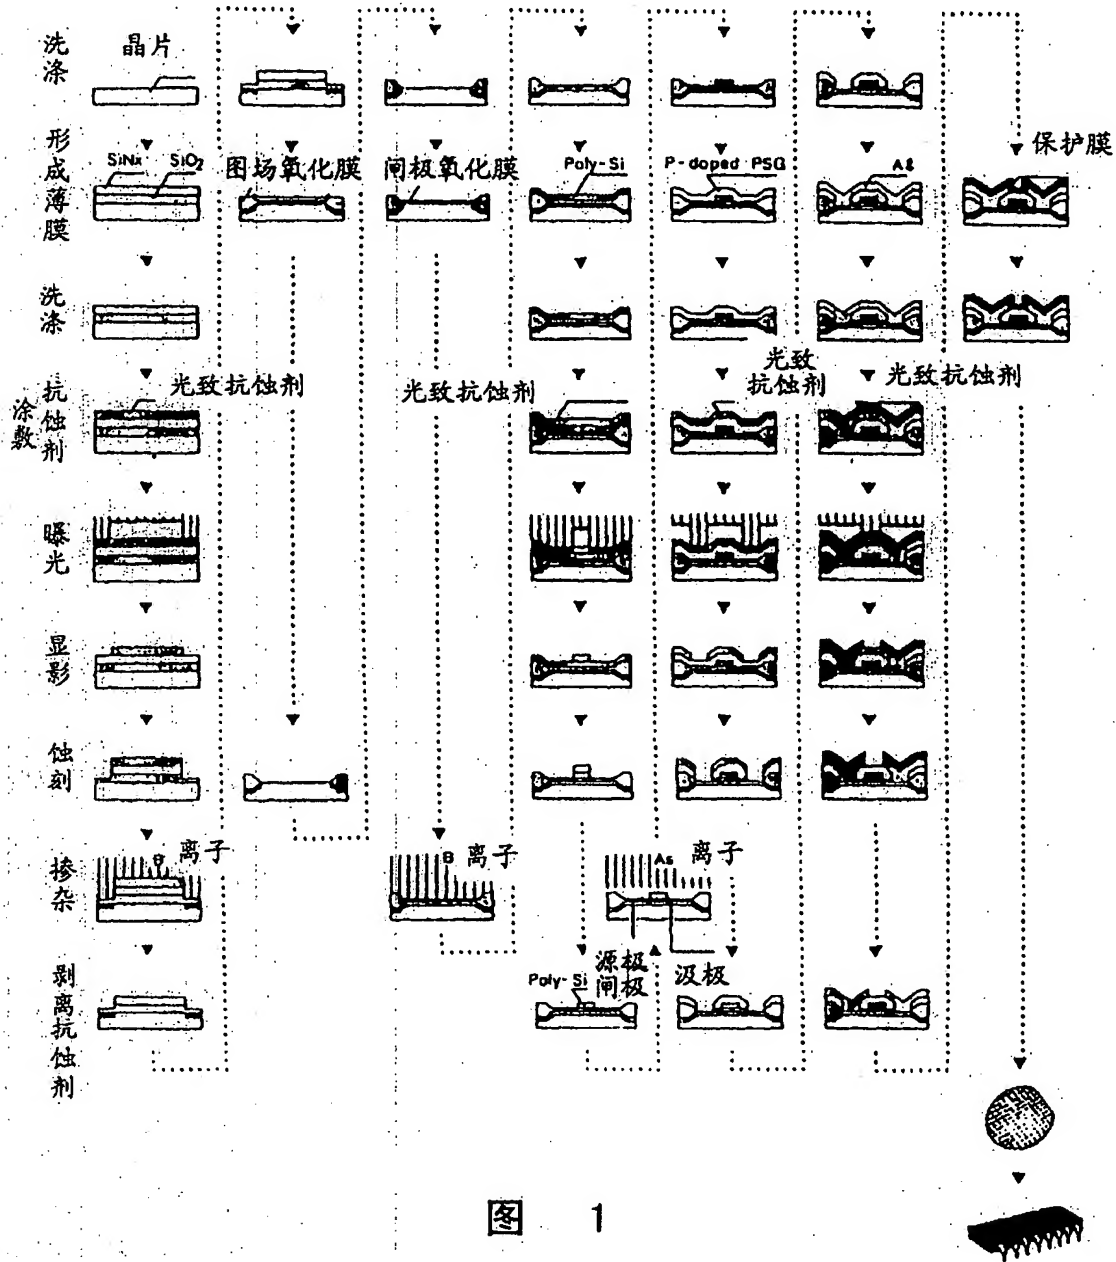 洗涤
晶片
形成薄膜
SiNx
SiO2
图场氧化膜
闸极氧化膜
Poly-Si
P-doped PSG
Al
保护膜
洗涤
涂敷
抗蚀剂
光致抗蚀剂
光致抗蚀剂
光致
抗蚀剂
光致抗蚀剂
曝光
显影
蚀刻
掺杂
B 离子
B 离子
As 离子
剥离抗蚀剂
Poly-Si
源极
闸极
汲极
图 1